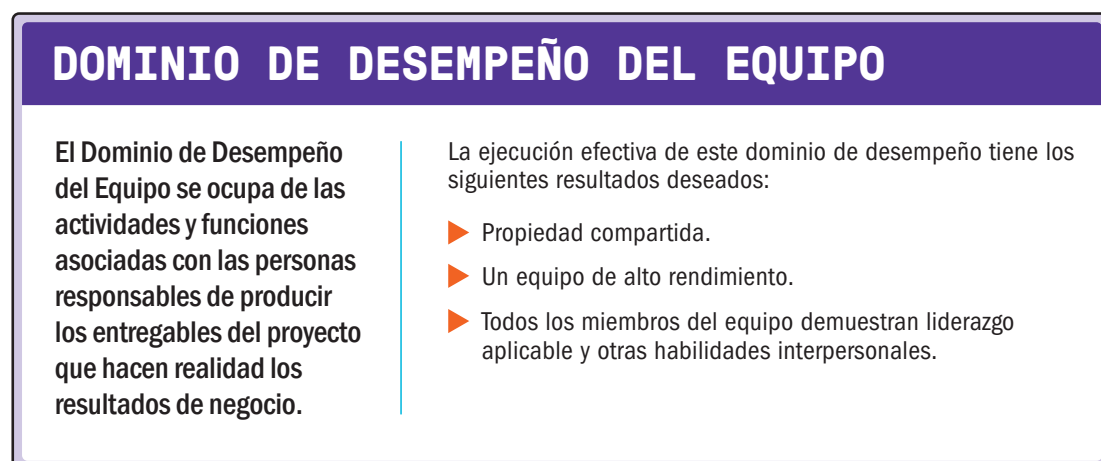 DOMINIO DE DESEMPEÑO DEL EQUIPO
El Dominio de Desempeño
del Equipo se ocupa de las
actividades y funciones
asociadas con las personas
responsables de producir
los entregables del proyecto
que hacen realidad los
resultados de negocio.
La ejecución efectiva de este dominio de desempeño tiene los
siguientes resultados deseados:
Propiedad compartida.
Un equipo de alto rendimiento.
Todos los miembros del equipo demuestran liderazgo
aplicable y otras habilidades interpersonales.